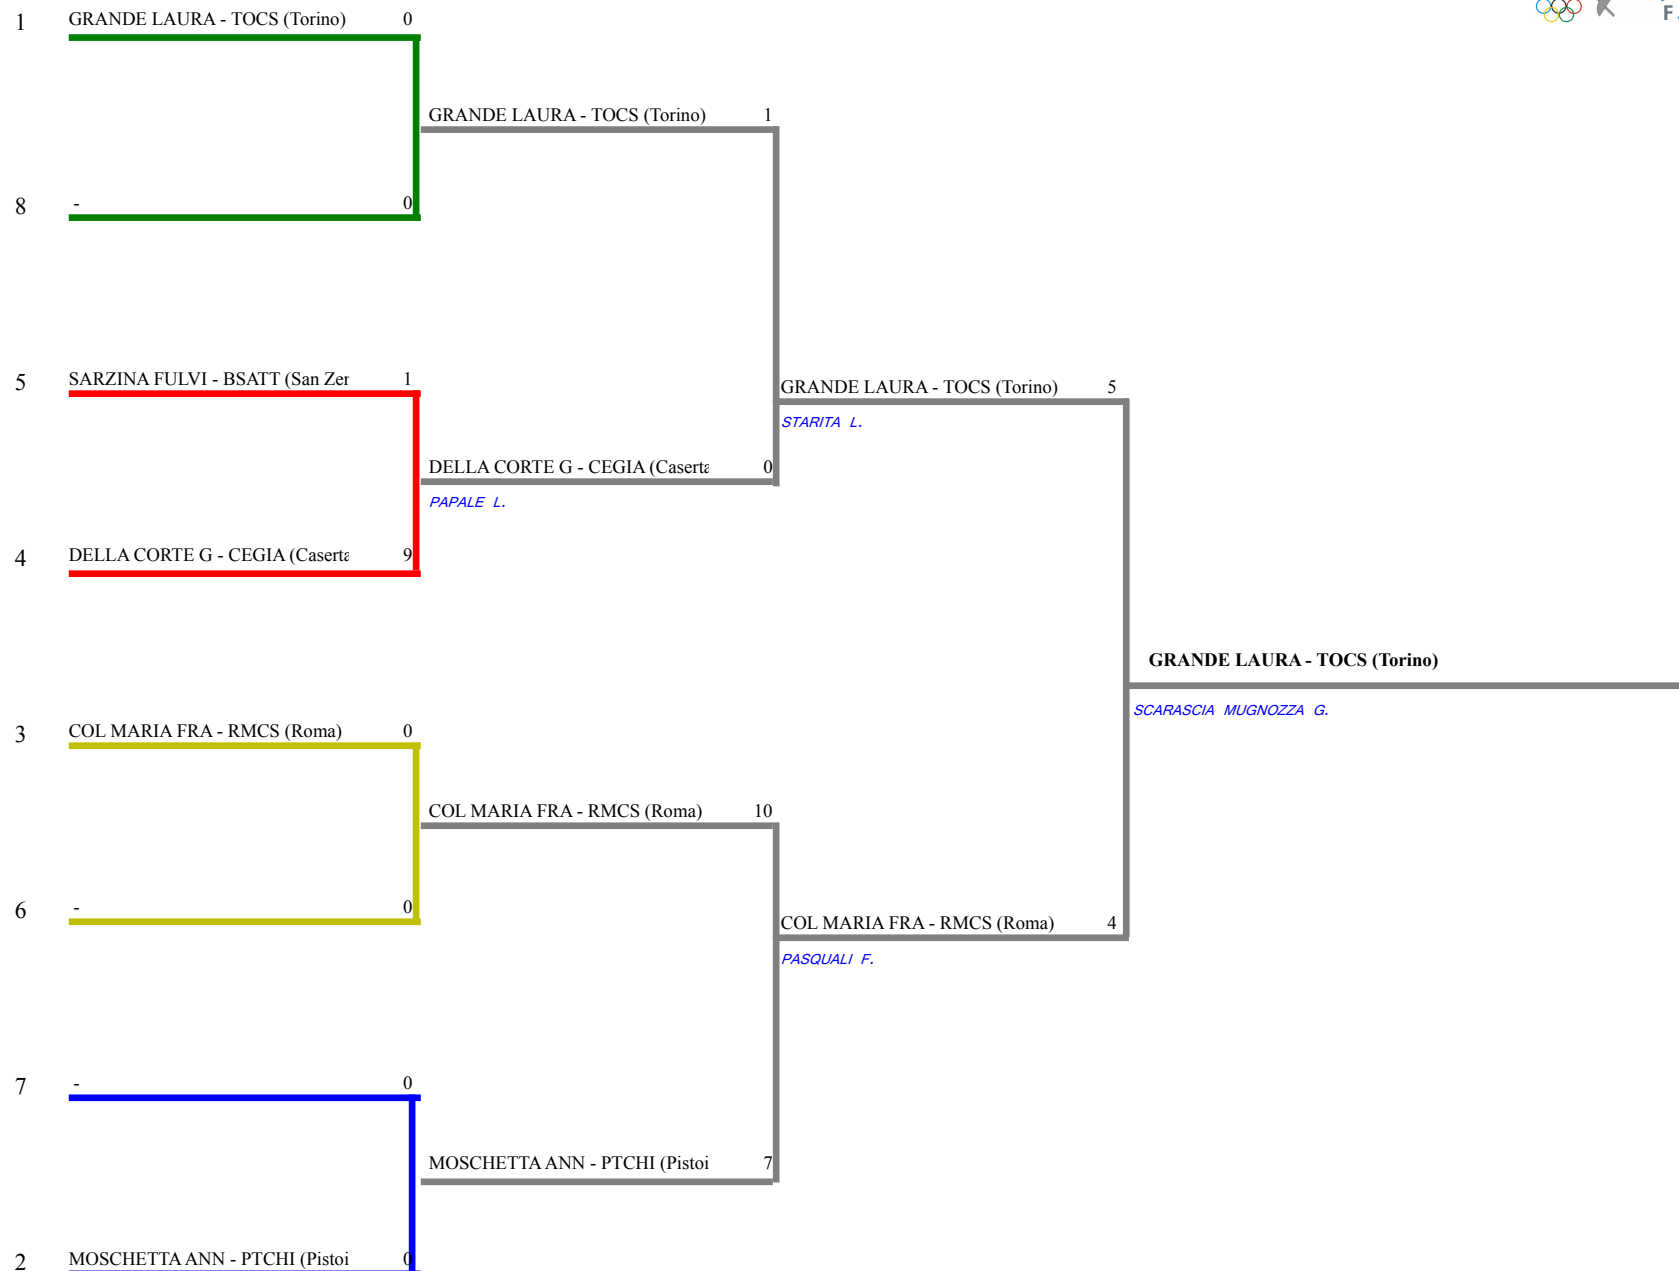 1 GRANDE LAURA - TOCS (Torino) 0
F
GRANDE LAURA - TOCS (Torino) 1
8 - 0
5 SARZINA FULVI - BSATT (San Zer 1
GRANDE LAURA - TOCS (Torino) 5
STARITA L.
DELLA CORTE G - CEGIA (Caserta 0
PAPALE L.
4 DELLA CORTE G - CEGIA (Caserta 9
GRANDE LAURA - TOCS (Torino)
SCARASCIA MUGNOZZA G.
3 COL MARIA FRA - RMCS (Roma) 0
COL MARIA FRA - RMCS (Roma) 10
6 - 0
COL MARIA FRA - RMCS (Roma) 4
PASQUALI F.
7 - 0
MOSCHETTA ANN - PTCHI (Pistoi 7
2 MOSCHETTA ANN - PTCHI (Pistoi 0